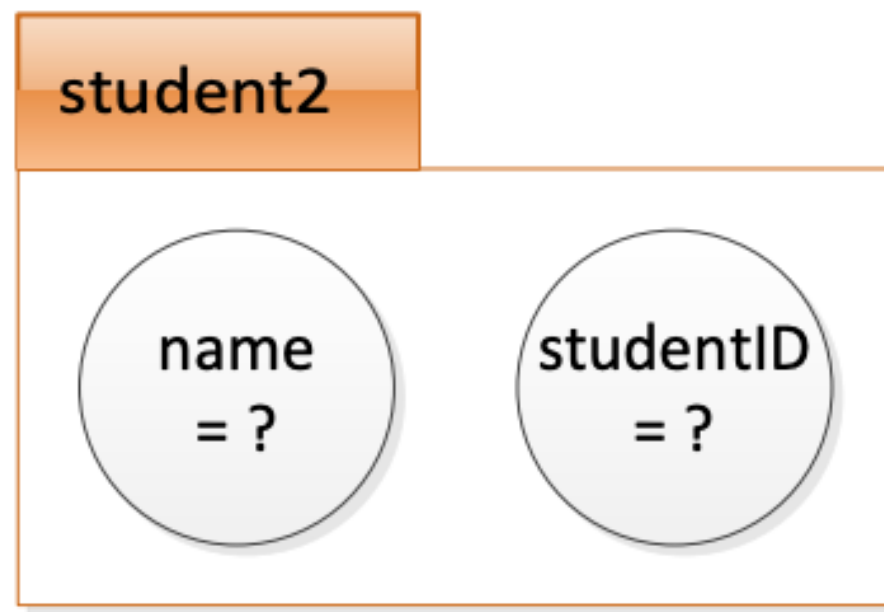 student2
name
= ?
studentID
= ?